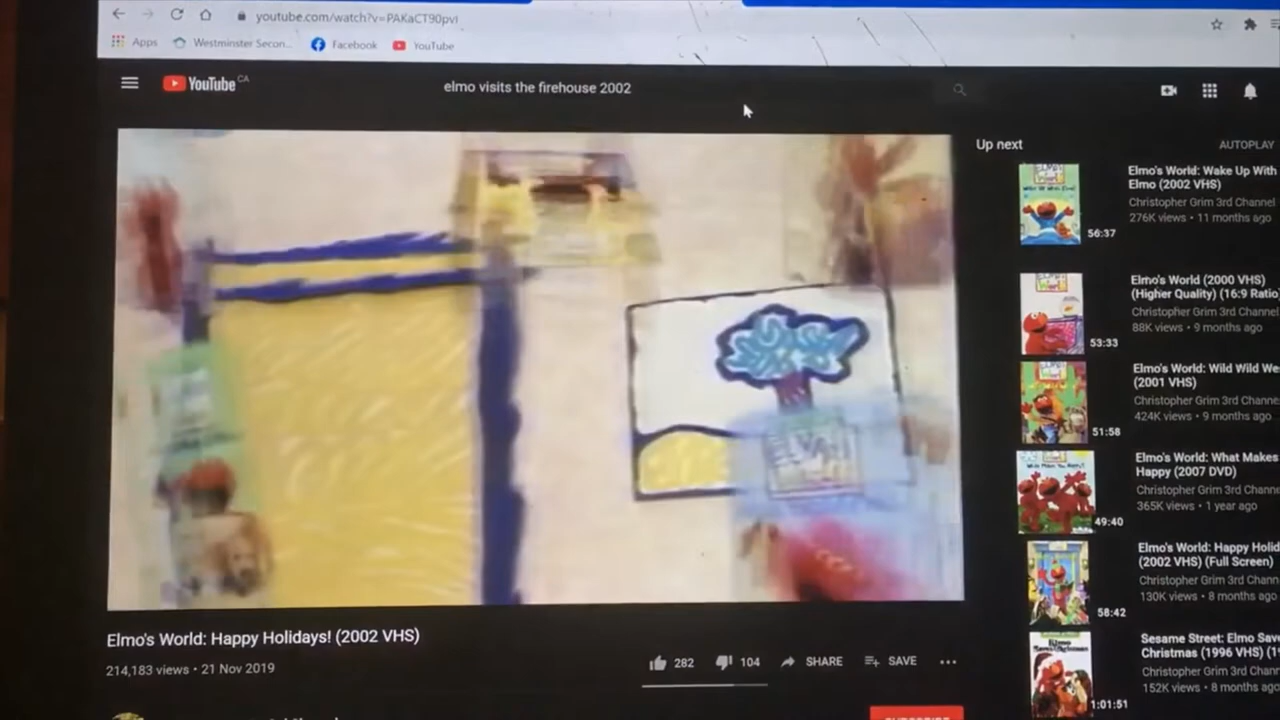 youtube.com/watch?v=PAKaCT90pvI
Apps Westminster Secon... Facebook YouTube
YouTube CA
elmo visits the firehouse 2002
Up next AUTOPLAY
Elmo's World: Wake Up With
Elmo (2002 VHS)
Christopher Grim 3rd Channel
276K views • 11 months ago
56:37
Elmo's World (2000 VHS)
(Higher Quality) (16:9 Ratio
Christopher Grim 3rd Channel
88K views • 9 months ago
53:33
Elmo's World: Wild Wild We
(2001 VHS)
Christopher Grim 3rd Channe
424K views • 9 months ago
51:58
Elmo's World: What Makes
Happy (2007 DVD)
Christopher Grim 3rd Channe
365K views • 1 year ago
49:40
Elmo's World: Happy Holid
(2002 VHS) (Full Screen)
Christopher Grim 3rd Chann
130K views • 8 months ago
58:42
Sesame Street: Elmo Save
Christmas (1996 VHS) (1
Christopher Grim 3rd Chann
152K views • 8 months ago
1:01:51
Elmo's World: Happy Holidays! (2002 VHS)
214,183 views • 21 Nov 2019
282 104 SHARE SAVE